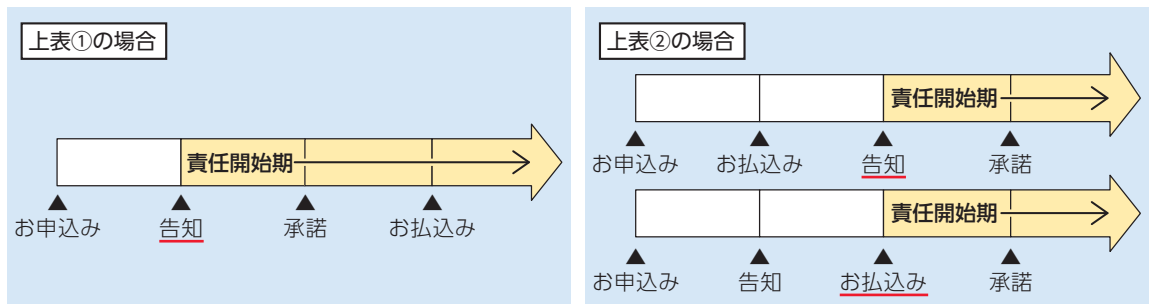 上表①の場合
責任開始期
お申込み 告知 承諾 お払込み
上表②の場合
責任開始期
お申込み お払込み 告知 承諾
責任開始期
お申込み 告知 お払込み 承諾